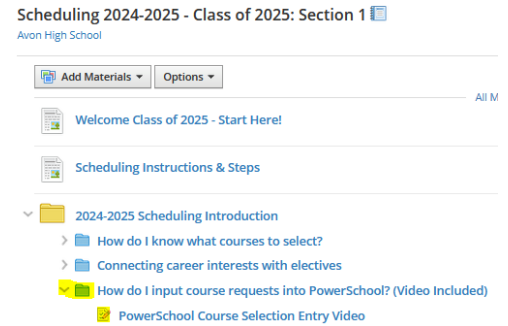 Scheduling 2024-2025 - Class of 2025: Section 1
Avon High School
Add Materials Options
All M
Welcome Class of 2025 - Start Here!
Scheduling Instructions & Steps
2024-2025 Scheduling Introduction
How do I know what courses to select?
Connecting career interests with electives
How do I input course requests into PowerSchool? (Video Included)
PowerSchool Course Selection Entry Video